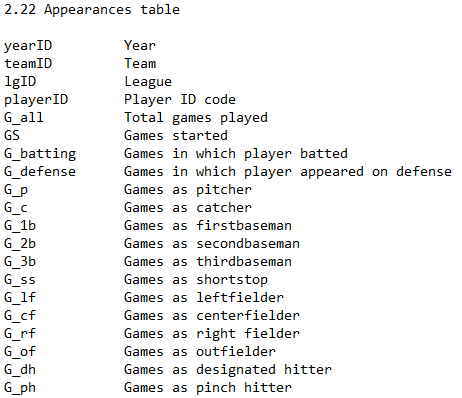 2.22 Appearances table
yearID Year
teamID Team
lgID League
playerID Player ID code
G_all Total games played
GS Games started
G_batting Games in which player batted
G_defense Games in which player appeared on defense
G_p Games as pitcher
G_c Games as catcher
G_1b Games as firstbaseman
G_2b Games as secondbaseman
G_3b Games as thirdbaseman
G_ss Games as shortstop
G_lf Games as leftfielder
G_cf Games as centerfielder
G_rf Games as right fielder
G_of Games as outfielder
G_dh Games as designated hitter
G_ph Games as pinch hitter